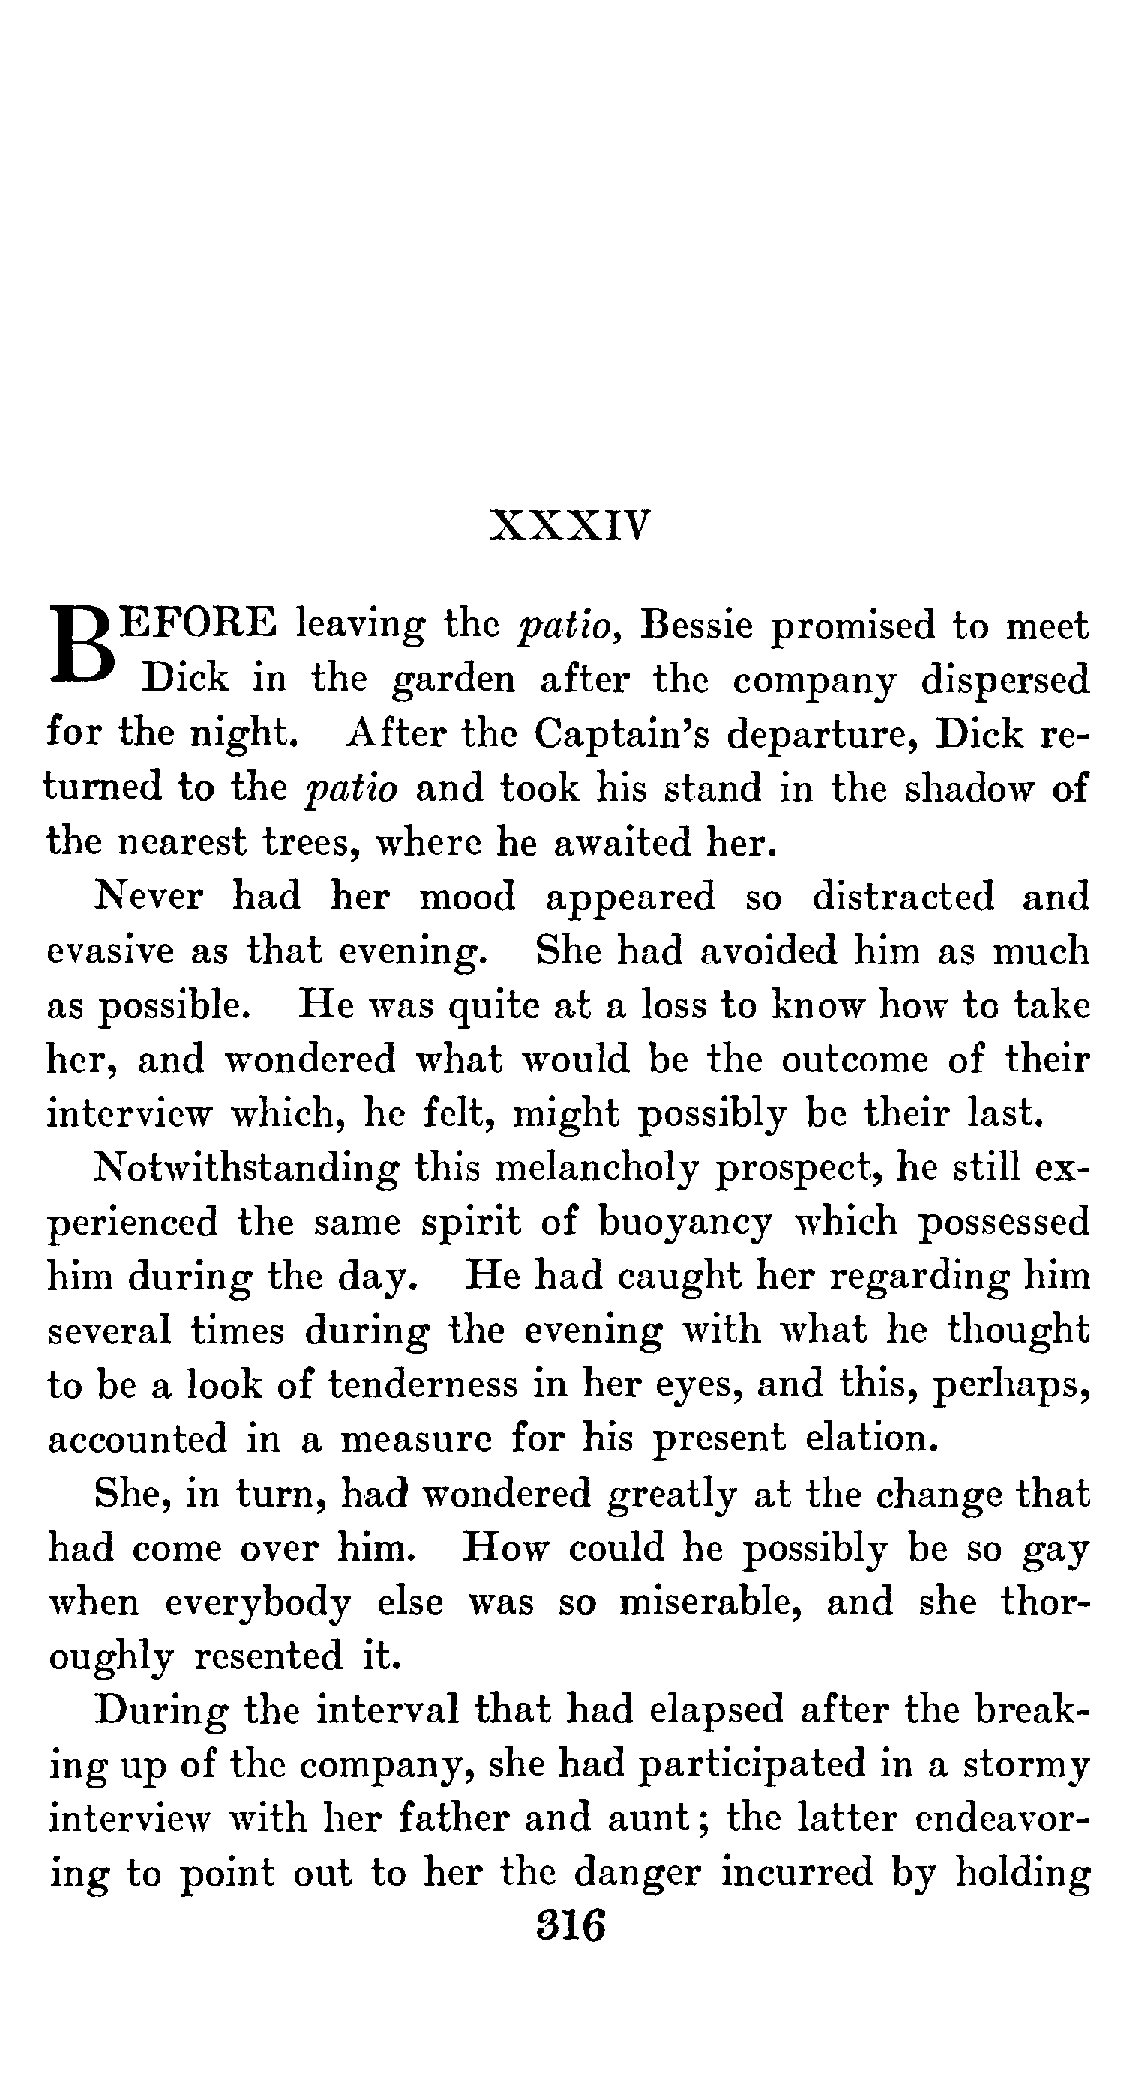 XXXIV
BEFORE leaving the patio, Bessie promised to meet
Dick in the garden after the company dispersed
for the night. After the Captain's departure, Dick re-
turned to the patio and took his stand in the shadow of
the nearest trees, where he awaited her.
Never had her mood appeared so distracted and
evasive as that evening. She had avoided him as much
as possible. He was quite at a loss to know how to take
her, and wondered what would be the outcome of their
interview which, he felt, might possibly be their last.
Notwithstanding this melancholy prospect, he still ex-
perienced the same spirit of buoyancy which possessed
him during the day. He had caught her regarding him
several times during the evening with what he thought
to be a look of tenderness in her eyes, and this, perhaps,
accounted in a measure for his present elation.
She, in turn, had wondered greatly at the change that
had come over him. How could he possibly be so gay
when everybody else was so miserable, and she thor-
oughly resented it.
During the interval that had elapsed after the break-
ing up of the company, she had participated in a stormy
interview with her father and aunt; the latter endeavor-
ing to point out to her the danger incurred by holding
316